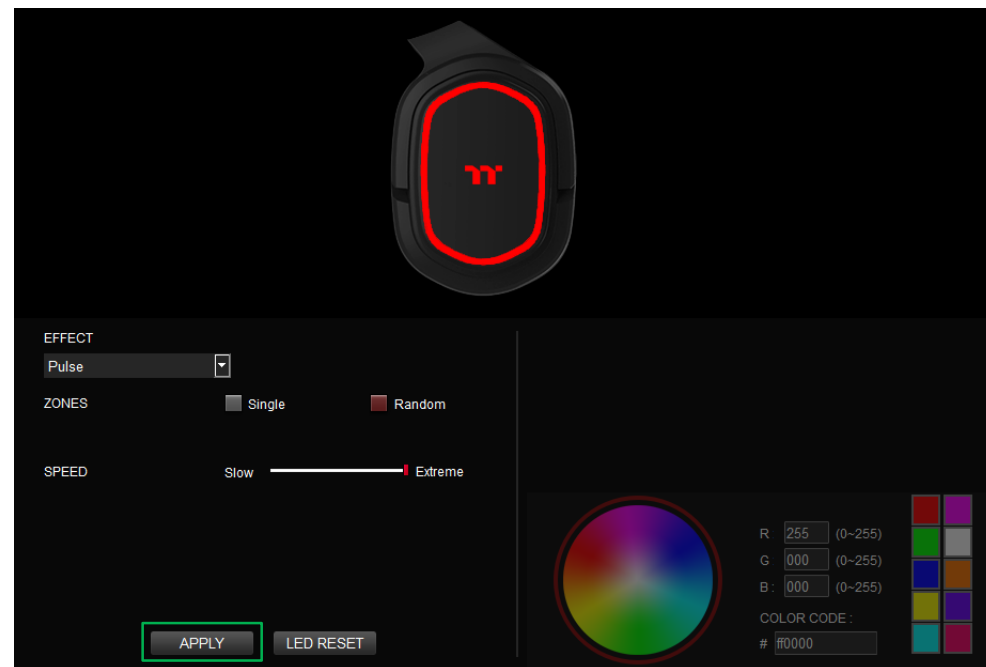 EFFECT
Pulse
ZONES
Single
Random
SPEED
Slow
Extreme
R 255 (0~255)
G 000 (0~255)
B: 000 (0~255)
COLOR CODE :
# ff0000
APPLY
LED RESET